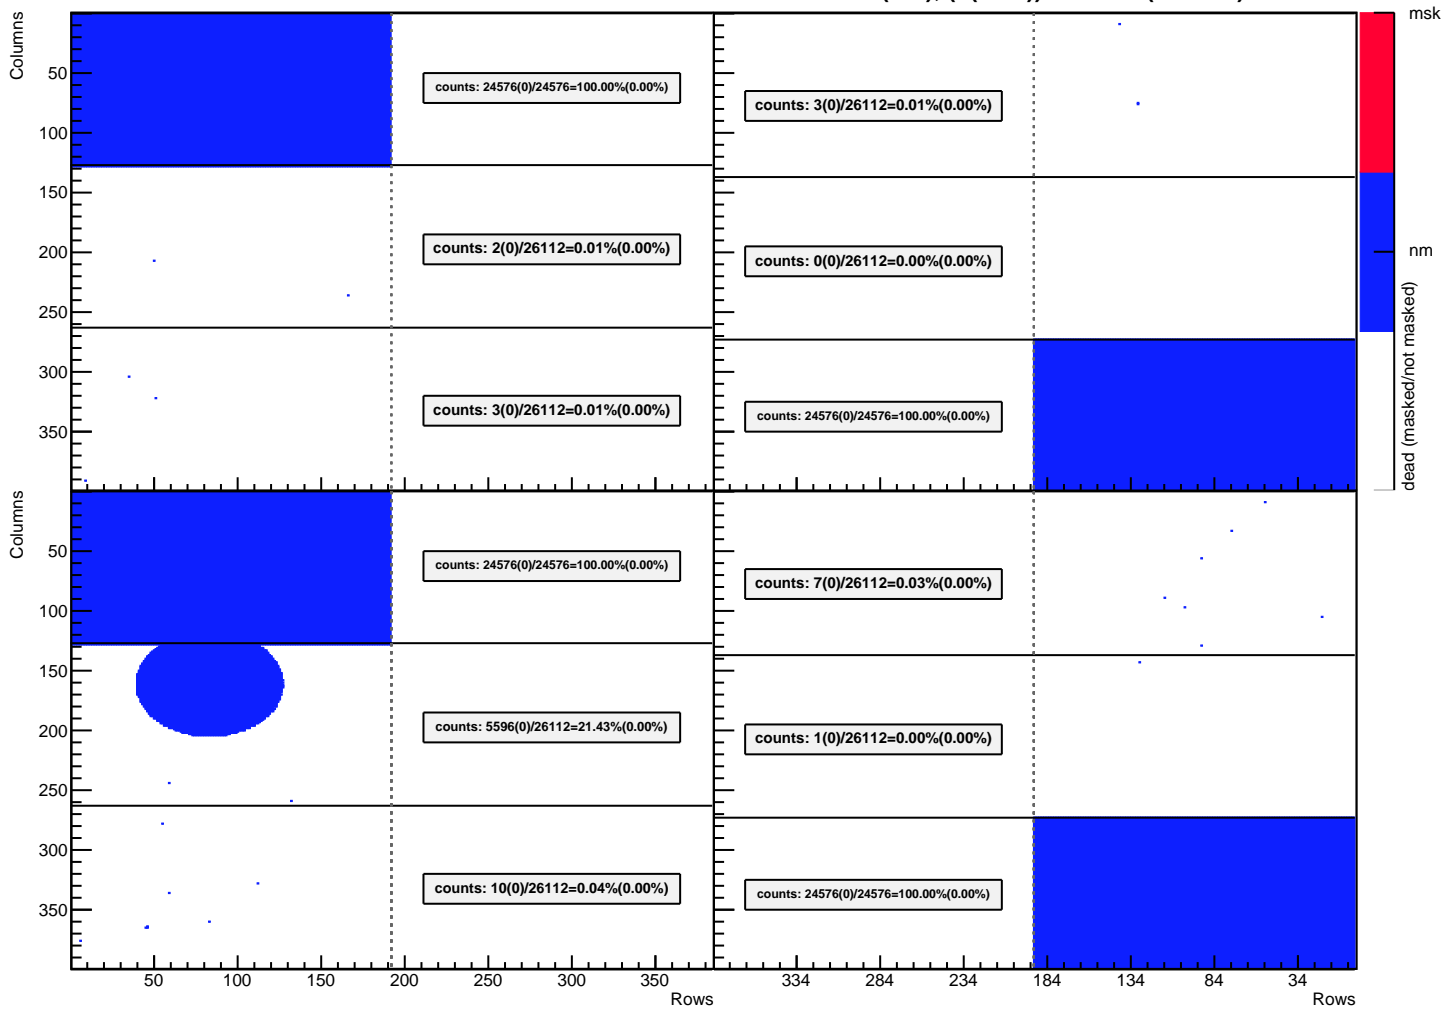 msk
nm
dead (masked/not masked)
Columns
50
100
150
200
250
300
350
counts: 24576(0)/24576=100.00%(0.00%)
counts: 2(0)/26112=0.01%(0.00%)
counts: 3(0)/26112=0.01%(0.00%)
counts: 3(0)/26112=0.01%(0.00%)
counts: 0(0)/26112=0.00%(0.00%)
counts: 24576(0)/24576=100.00%(0.00%)
Columns
50
100
150
200
250
300
350
counts: 24576(0)/24576=100.00%(0.00%)
counts: 5596(0)/26112=21.43%(0.00%)
counts: 10(0)/26112=0.04%(0.00%)
50 100 150 200 250 300 350
Rows
counts: 7(0)/26112=0.03%(0.00%)
counts: 1(0)/26112=0.00%(0.00%)
counts: 24576(0)/24576=100.00%(0.00%)
334 284 234 184 134 84 34
Rows